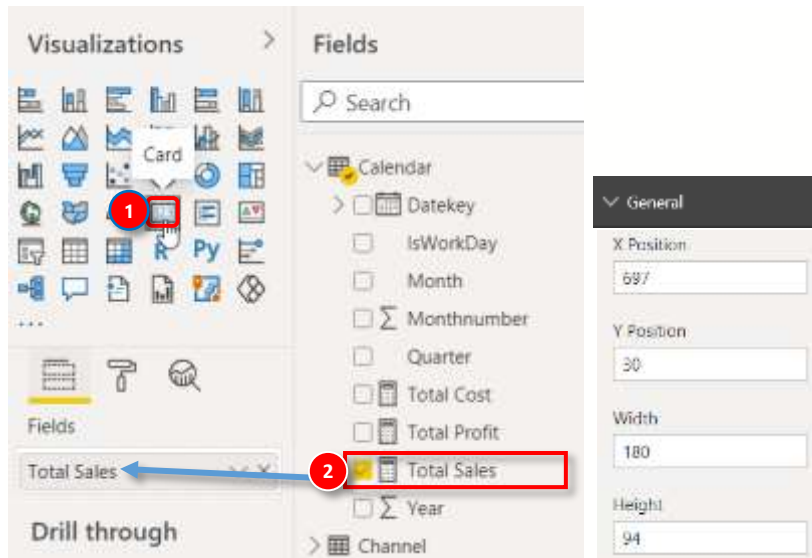 Visualizations
Card
1
R
Py
...
Fields
Total Sales
Drill through
Fields
Search
Calendar
Datekey
IsWorkDay
Month
Monthnumber
Quarter
Total Cost
Total Profit
2
Total Sales
Year
Channel
General
X Position
697
Y Position
30
Width
180
Height
94